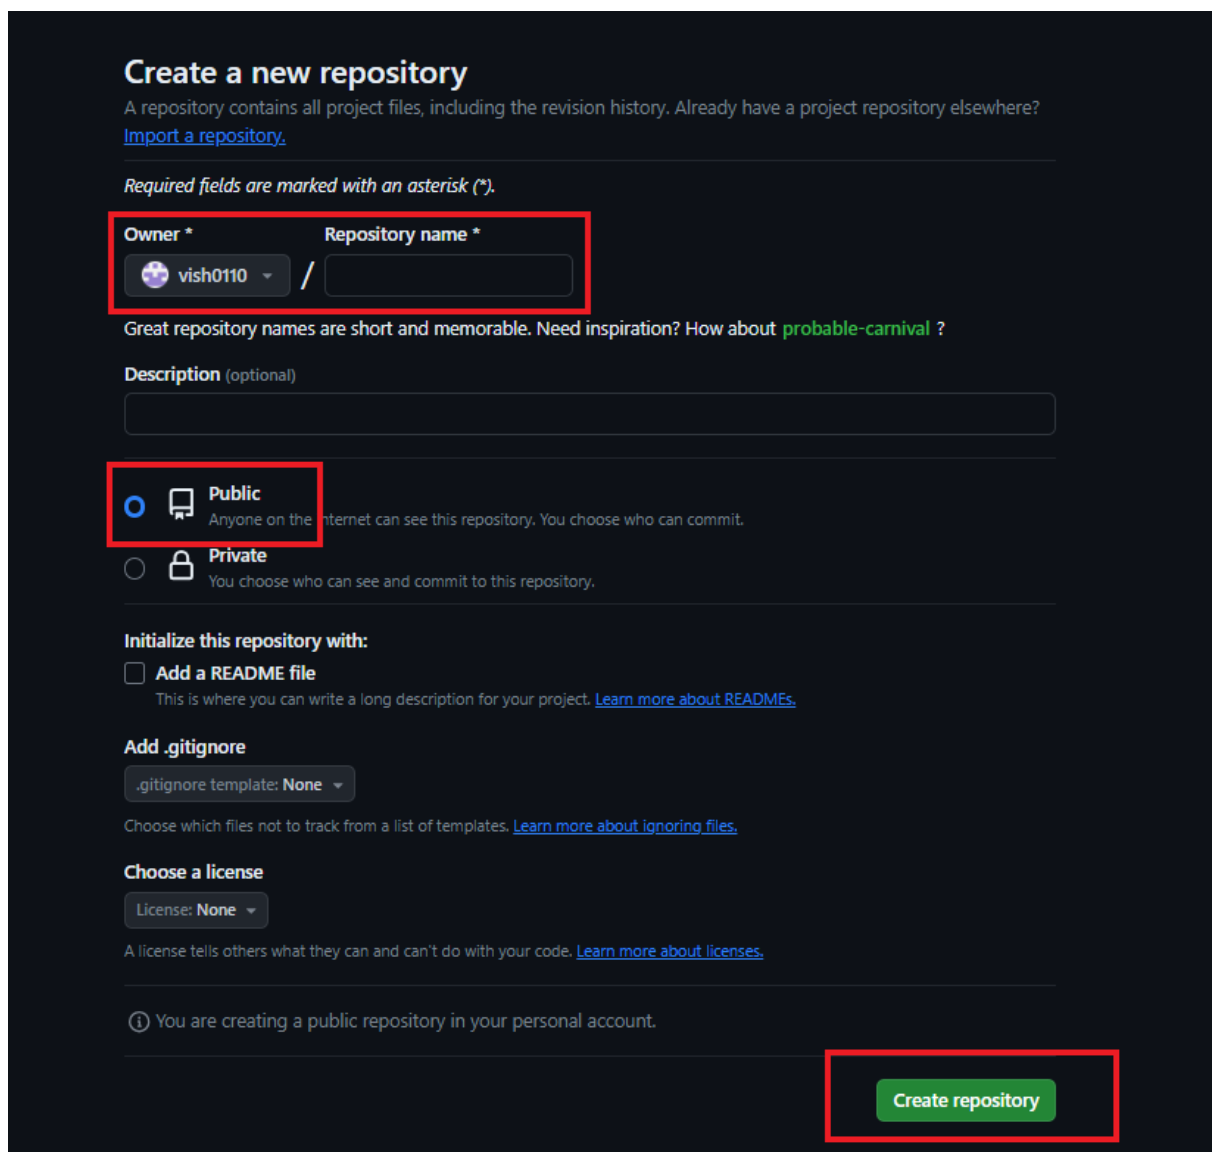 Create a new repository
A repository contains all project files, including the revision history. Already have a project repository elsewhere?
Import a repository.
Required fields are marked with an asterisk (*).
Owner * Repository name *
vish0110 /
Great repository names are short and memorable. Need inspiration? How about probable-carnival ?
Description (optional)
Public
Anyone on the internet can see this repository. You choose who can commit.
Private
You choose who can see and commit to this repository.
Initialize this repository with:
Add a README file
This is where you can write a long description for your project. Learn more about READMEs.
Add .gitignore
.gitignore template: None
Choose which files not to track from a list of templates. Learn more about ignoring files.
Choose a license
License: None
A license tells others what they can and can't do with your code. Learn more about licenses.
You are creating a public repository in your personal account.
Create repository